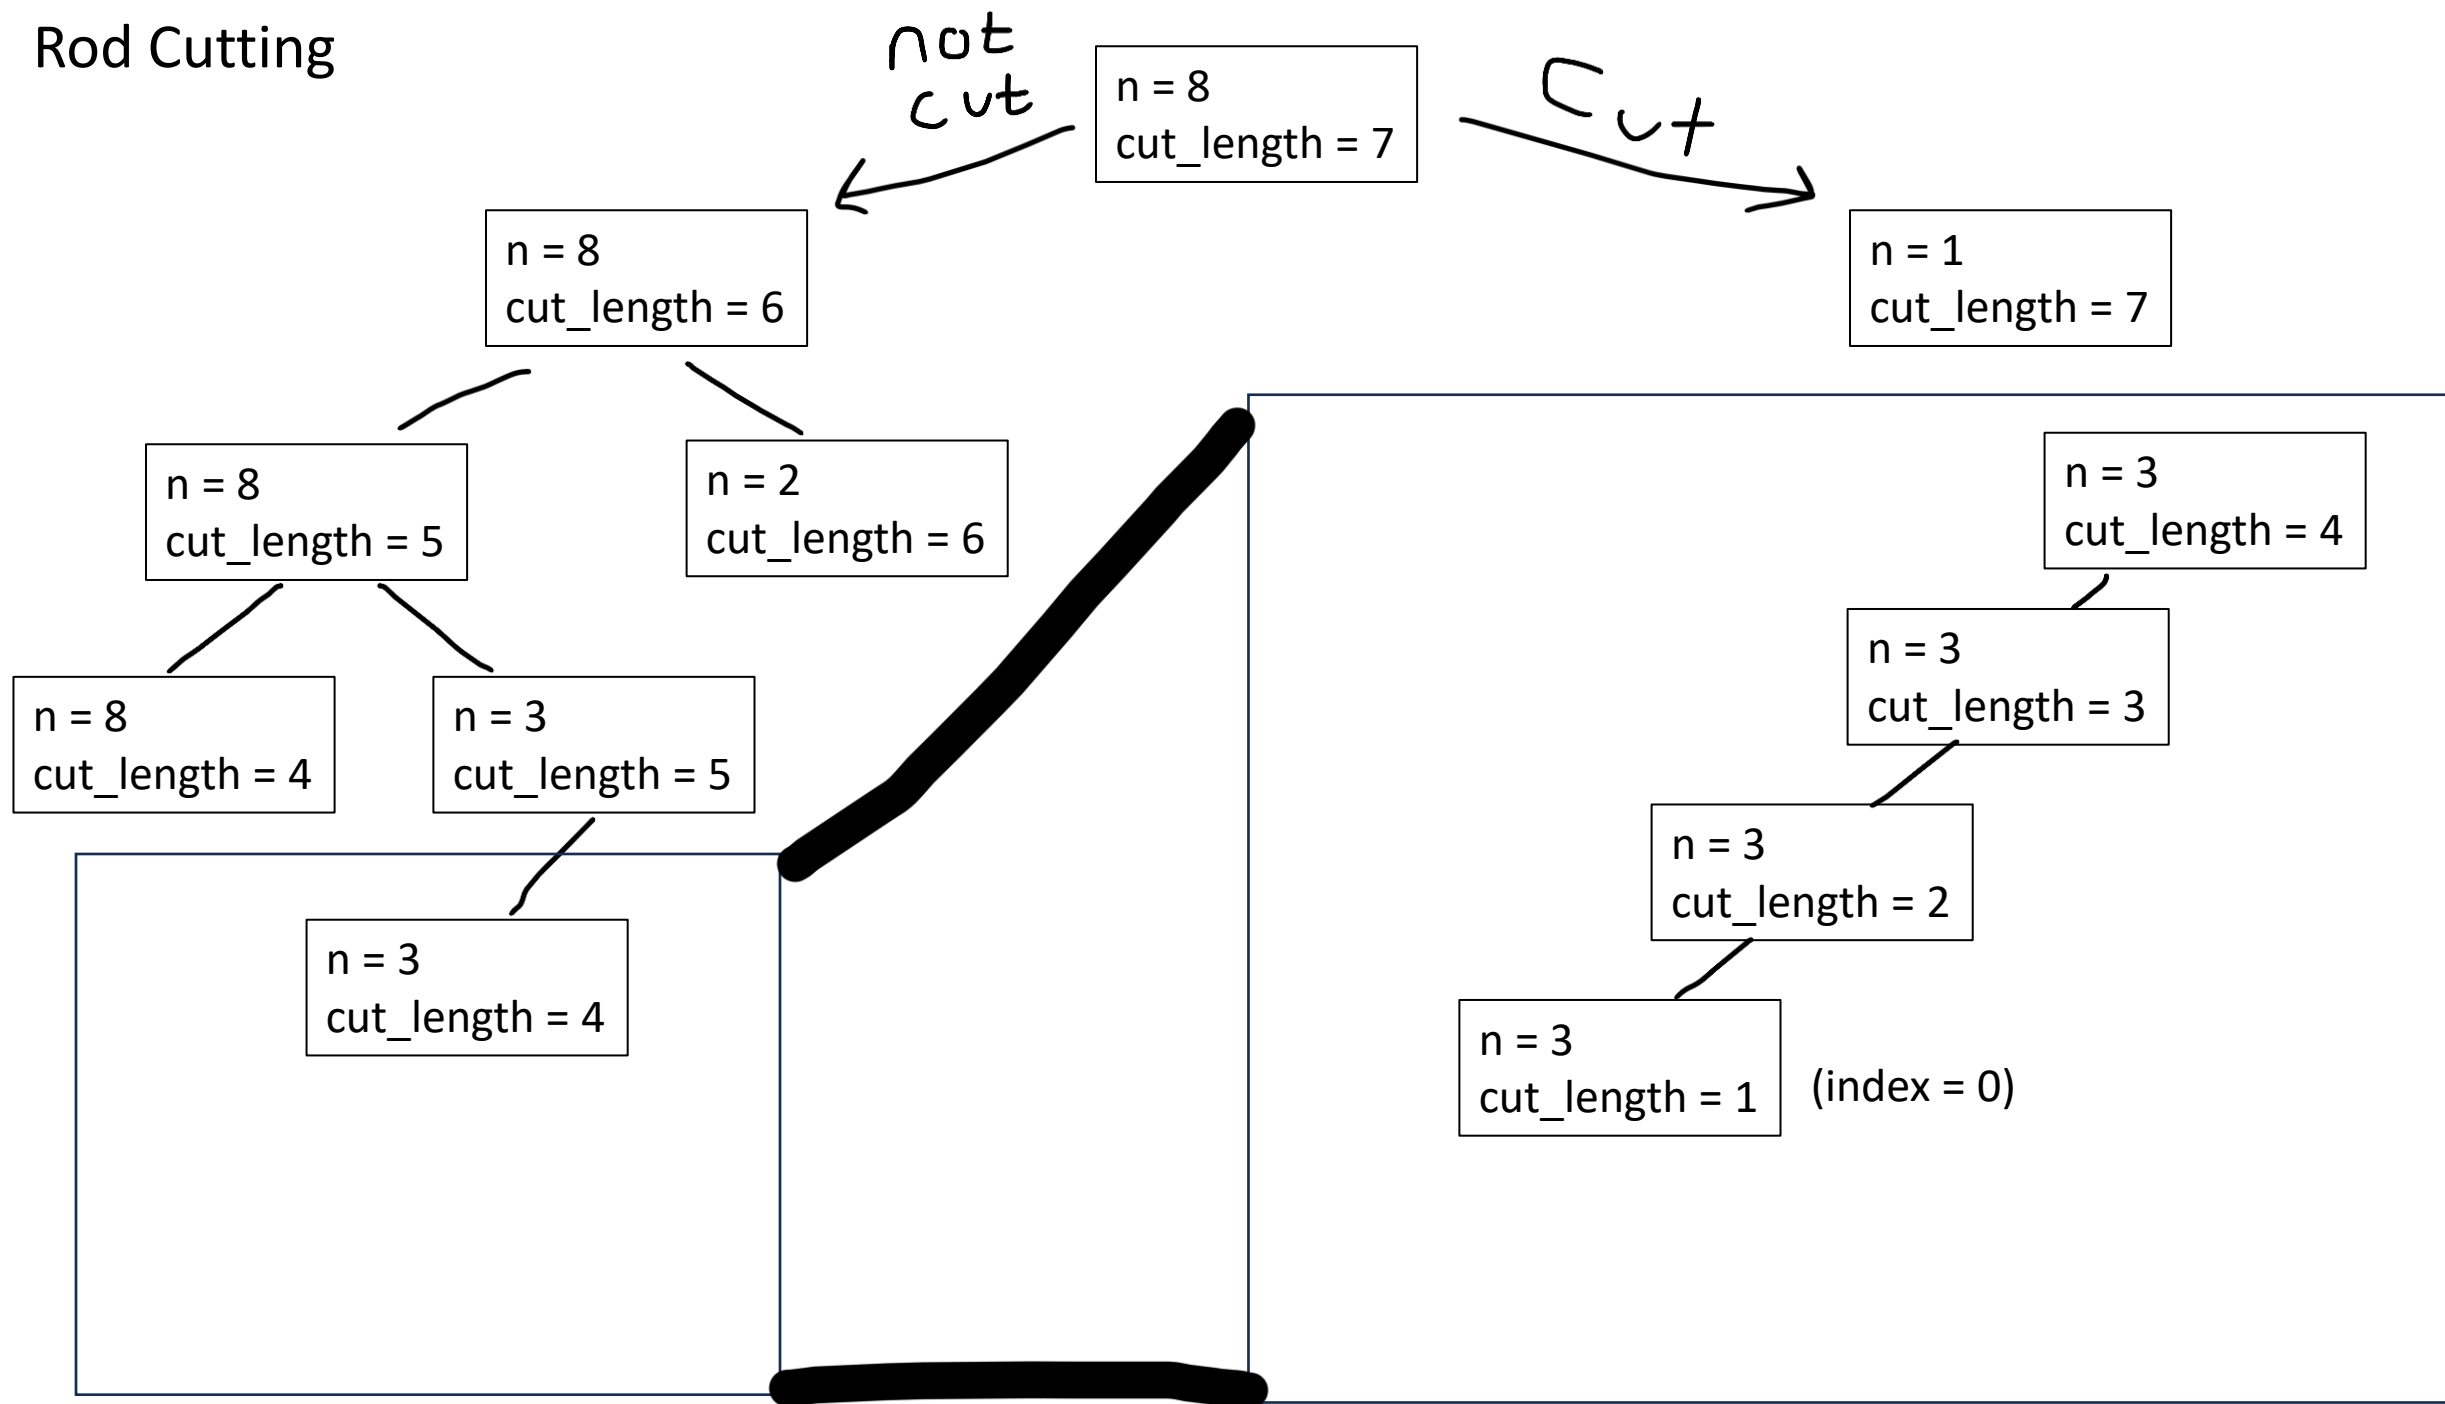 Rod Cutting
not
cut
n = 8
cut_length = 7
Cut
n = 8
cut_length = 6
n = 1
cut_length = 7
n = 8
cut_length = 5
n = 2
cut_length = 6
n = 8
cut_length = 4
n = 3
cut_length = 5
n = 3
cut_length = 4
n = 3
cut_length = 4
n = 3
cut_length = 3
n = 3
cut_length = 2
n = 3
cut_length = 1
(index = 0)